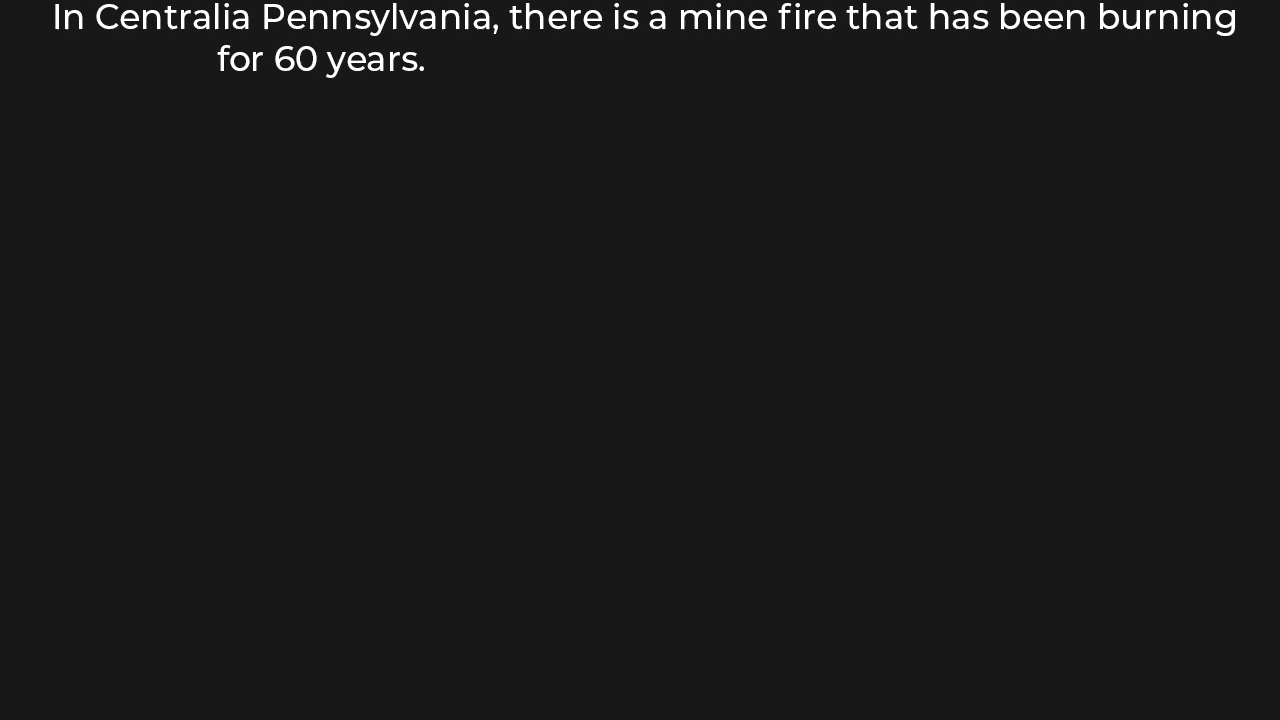 In Centralia Pennsylvania, there is a mine fire that has been burning
for 60 years.